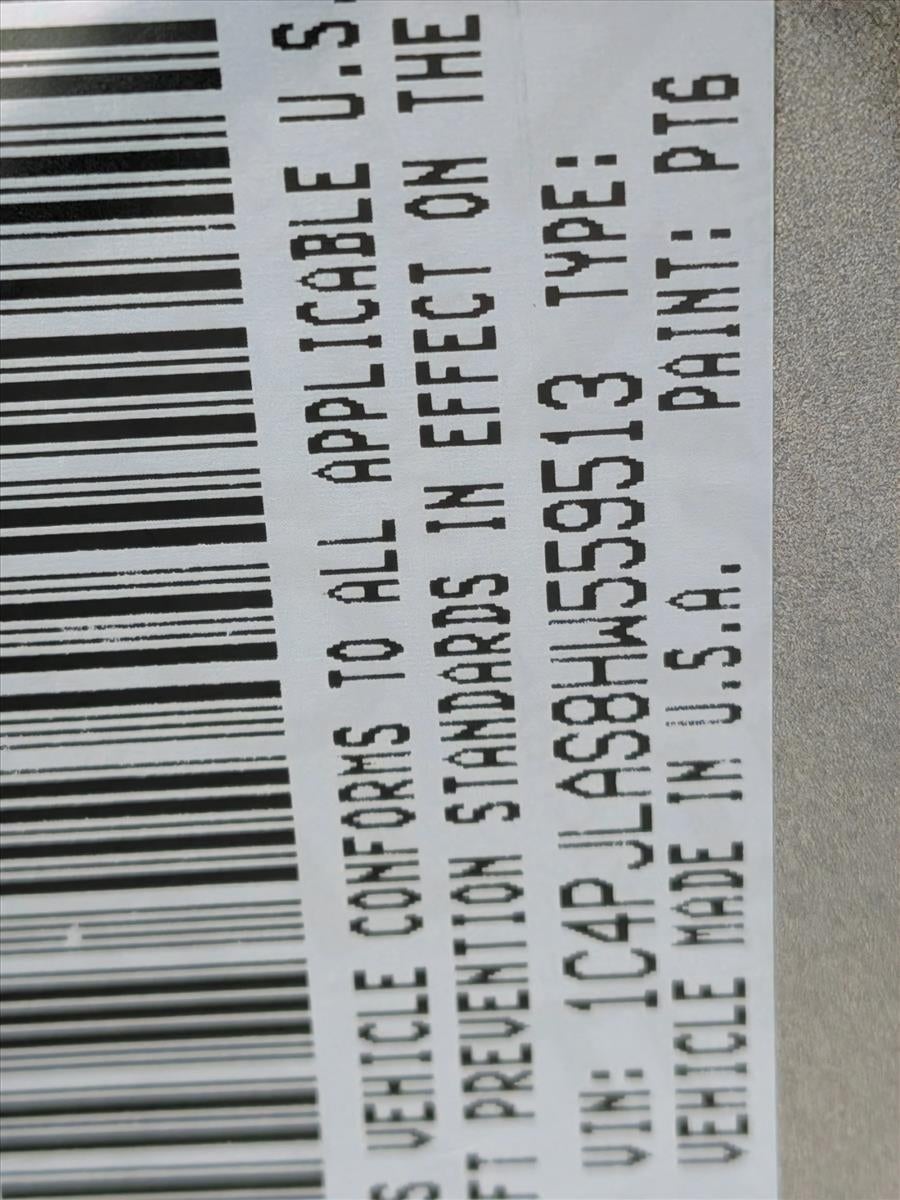 S VEHICLE CONFORMS TO ALL APPLICABLE U.S.
FT PREVENTION STANDARDS IN EFFECT ON THE
VIN: 1C4PJLAS8HW559513 TYPE:
VEHICLE MADE IN U.S.A. PAINT: PT6